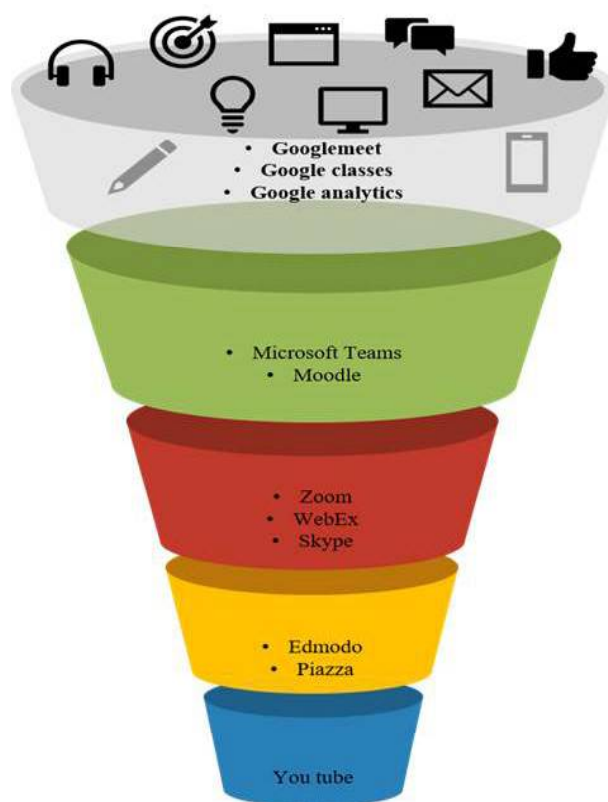 • Googlemeet
• Google classes
• Google analytics
• Microsoft Teams
• Moodle
• Zoom
• WebEx
• Skype
• Edmodo
• Piazza
You tube